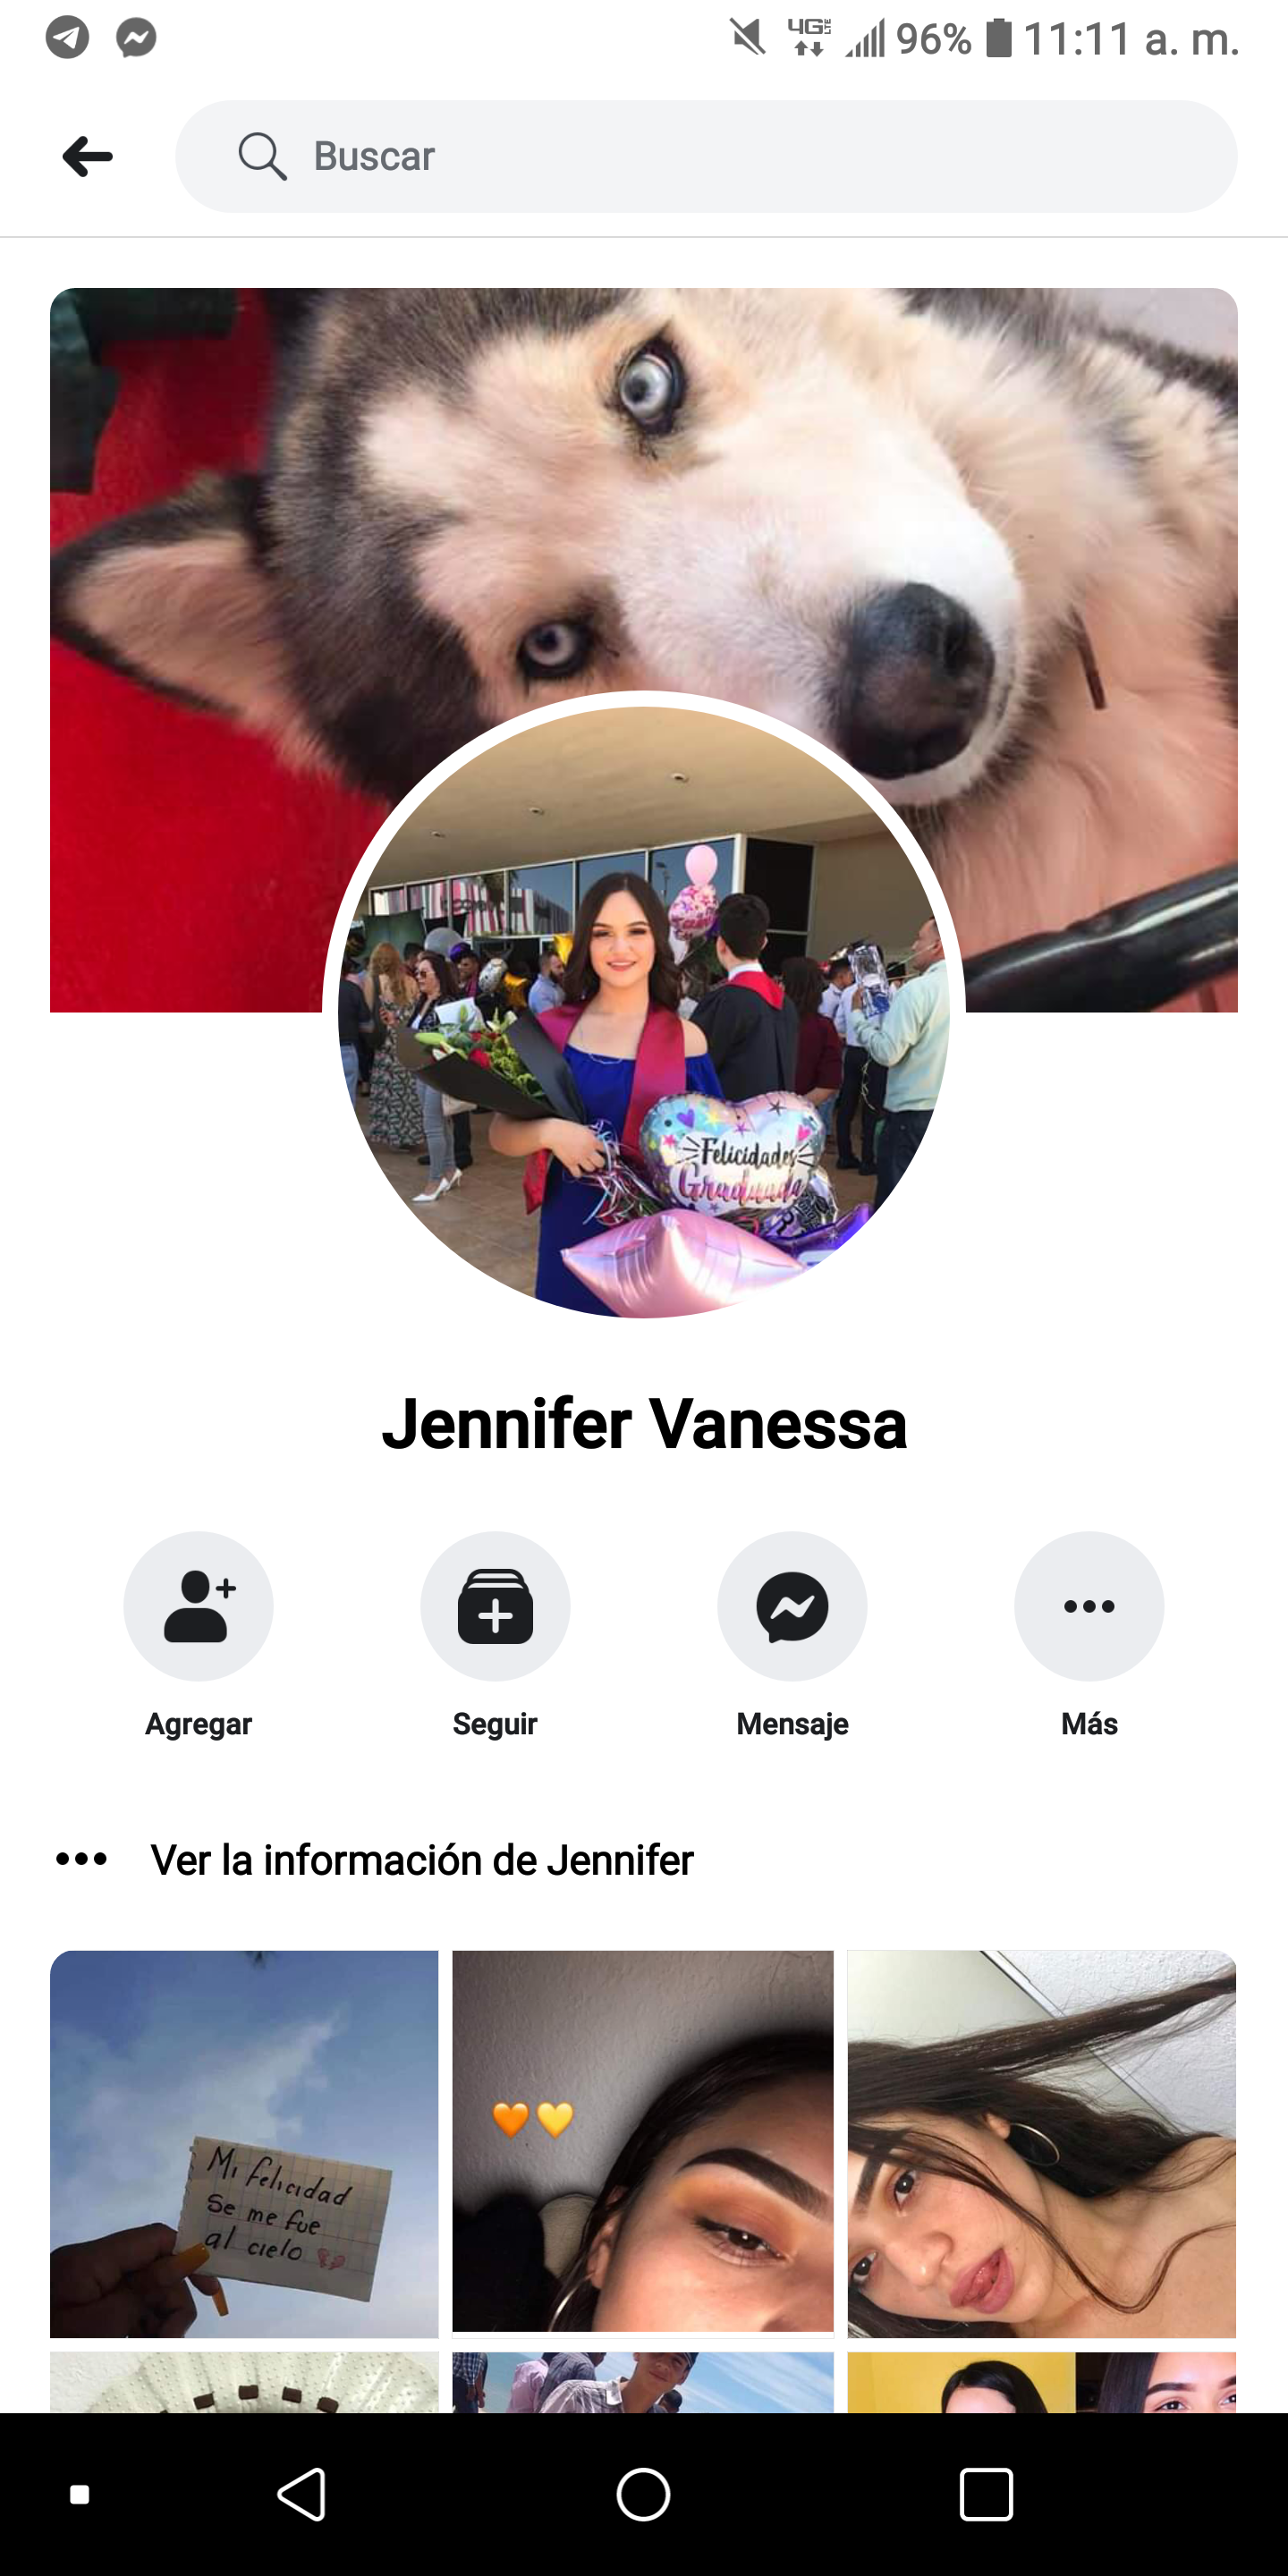 4G LTE 96% 11:11 a. m.
Buscar
Felicidades
Graduada
Jennifer Vanessa
Agregar Seguir Mensaje Más
Ver la información de Jennifer
Mi felicidad
Se me fue
al cielo